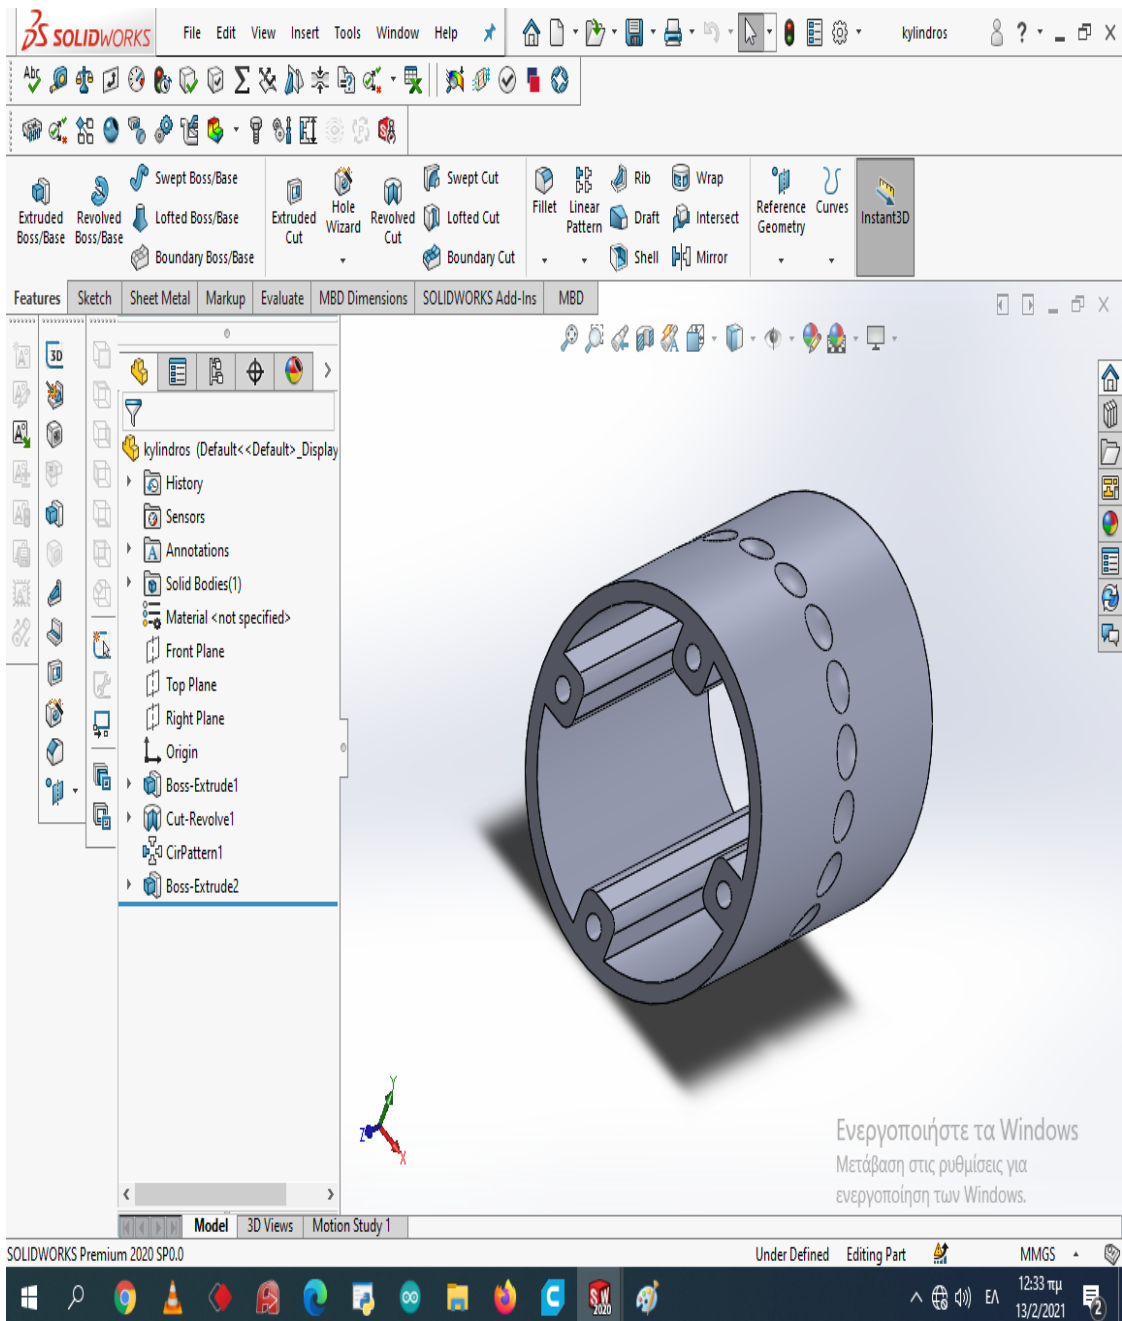 SOLIDWORKS File Edit View Insert Tools Window Help kylindros ?
Abc
Extruded Boss/Base
Revolved Boss/Base
Swept Boss/Base
Lofted Boss/Base
Boundary Boss/Base
Extruded Cut
Hole Wizard
Revolved Cut
Swept Cut
Lofted Cut
Boundary Cut
Fillet
Linear Pattern
Rib
Draft
Shell
Wrap
Intersect
Mirror
Reference Geometry
Curves
Instant3D
Features Sketch Sheet Metal Markup Evaluate MBD Dimensions SOLIDWORKS Add-Ins MBD
3D
kylindros (Default<<Default>_Display
History
Sensors
Annotations
Solid Bodies(1)
Material <not specified>
Front Plane
Top Plane
Right Plane
Origin
Boss-Extrude1
Cut-Revolve1
CirPattern1
Boss-Extrude2
Y
Z
X
Ενεργοποιήστε τα Windows
Μετάβαση στις ρυθμίσεις για
ενεργοποίηση των Windows.
Model 3D Views Motion Study 1
SOLIDWORKS Premium 2020 SP0.0 Under Defined Editing Part MMGS
SW 2020 ΕΛ 12:33 πμ
13/2/2021 2